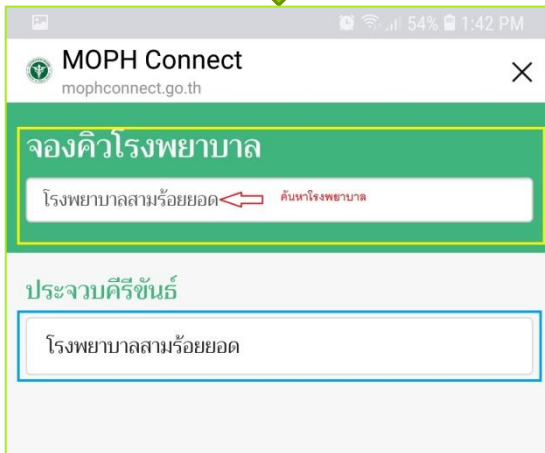 54% 1:42 PM
MOPH Connect
mophconnect.go.th
จองคิวโรงพยาบาล
โรงพยาบาลสามร้อยยอด ค้นหาโรงพยาบาล
ประจวบคีรีขันธ์
โรงพยาบาลสามร้อยยอด